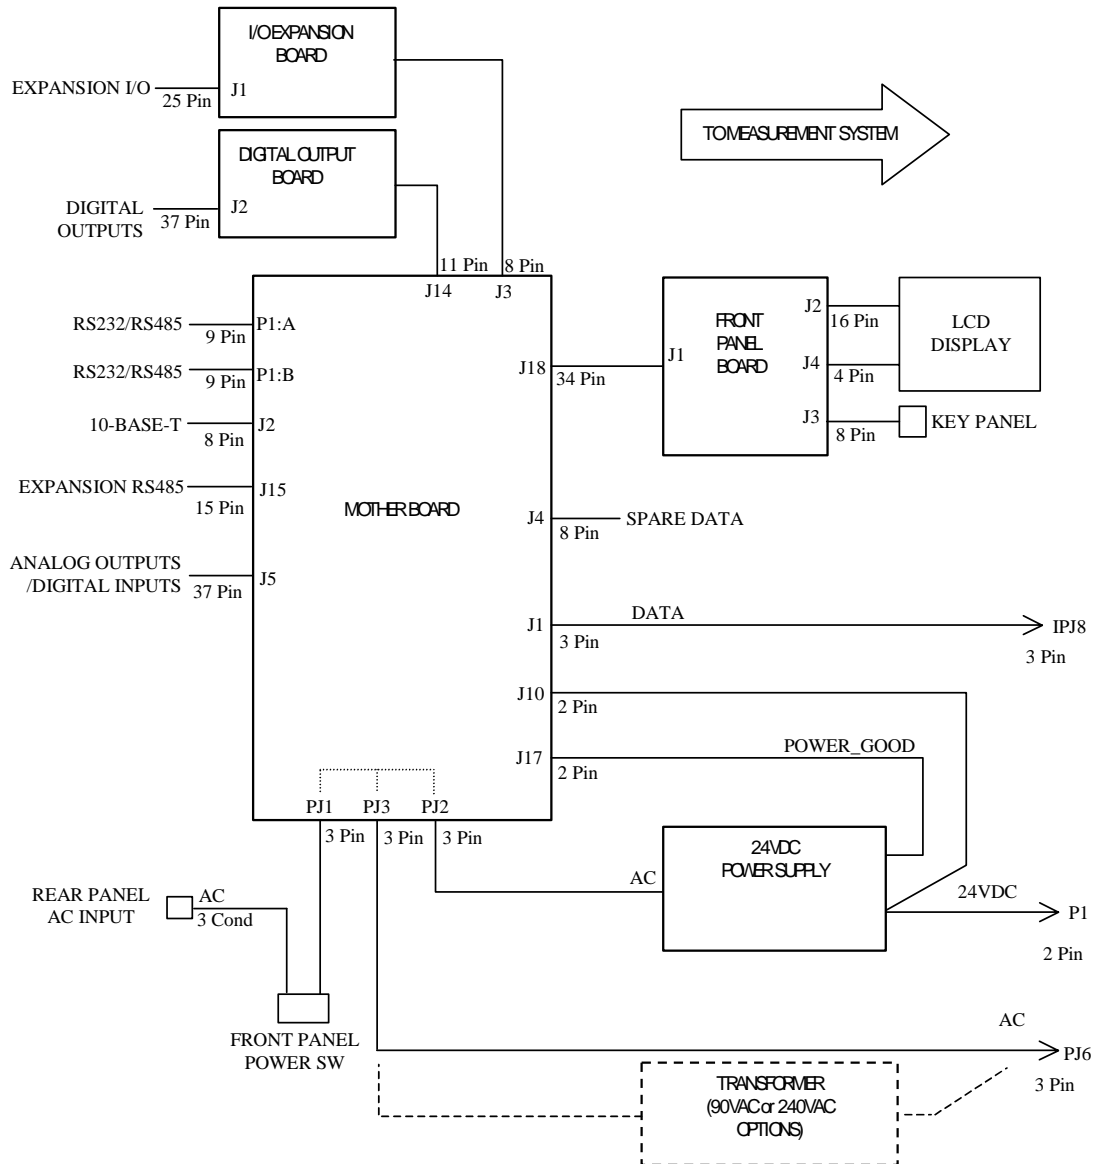 I/O EXPANSION
BOARD
EXPANSION I/O
J1
25 Pin
TO MEASUREMENT SYSTEM
DIGITAL OUTPUT
BOARD
DIGITAL
OUTPUTS
J2
37 Pin
11 Pin
8 Pin
J14
J3
RS232/RS485
P1:A
9 Pin
RS232/RS485
P1:B
9 Pin
10-BASE-T
J2
8 Pin
EXPANSION RS485
J15
15 Pin
ANALOG OUTPUTS
/DIGITAL INPUTS
J5
37 Pin
MOTHER BOARD
J18
34 Pin
J1
FRONT
PANEL
BOARD
J2
16 Pin
J4
4 Pin
J3
8 Pin
LCD
DISPLAY
KEY PANEL
J4
8 Pin
SPARE DATA
J1
3 Pin
DATA
IPJ8
3 Pin
J10
2 Pin
J17
2 Pin
POWER_GOOD
PJ1
PJ3
PJ2
3 Pin
3 Pin
3 Pin
AC
24VDC
POWER SUPPLY
24VDC
P1
2 Pin
REAR PANEL
AC INPUT
AC
3 Cond
FRONT PANEL
POWER SW
AC
PJ6
3 Pin
TRANSFORMER
(90VAC or 240VAC
OPTIONS)